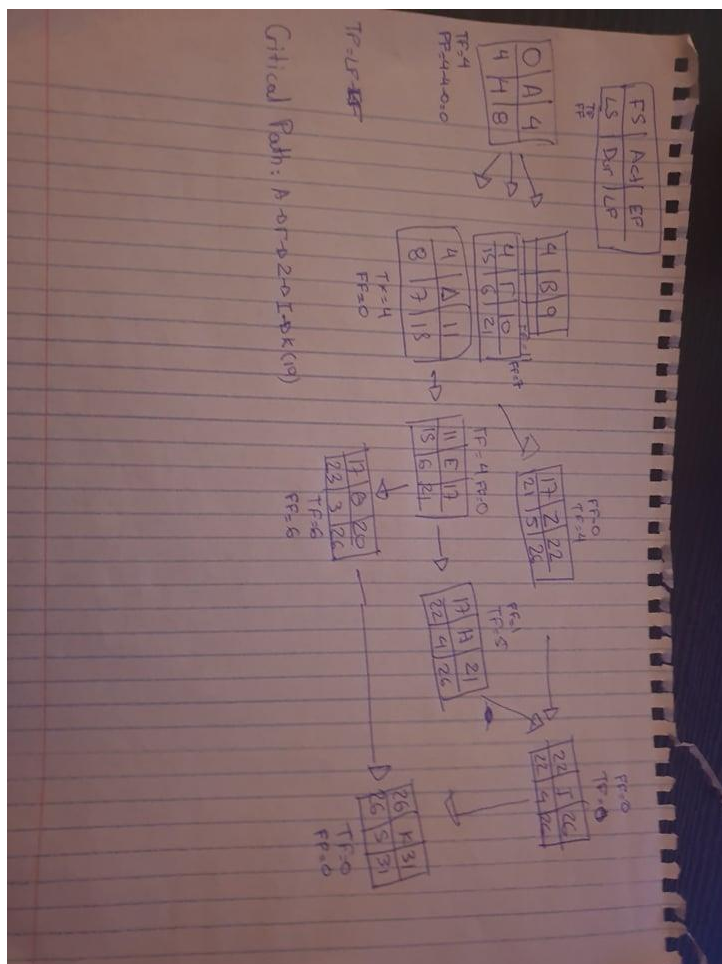 FS | Act | EF
LS | Dur | LF
TF
FF
0 | A | 4
4 | 4 | 8
TF=4
FF=4-4-0=0
TF=LF-
4 | B | 9
4 | Γ | 10
15 | 6 | 21
FF=7
4 | Δ | 11
8 | 7 | 15
TF=4
FF=0
FF=0
TF=4
17 | Z | 22
21 | 5 | 26
TF=4, FF=0
11 | E | 17
15 | 6 | 21
17 | Θ | 20
23 | 3 | 26
TF=6
FF=6
FF=1
TF=5
17 | H | 21
22 | 4 | 26
FF=0
TF=0
22 | I | 26
22 | 4 | 26
26 | K | 31
26 | 5 | 31
TF=0
FF=0
Critical Path: A→Γ→Z→I→K(19)